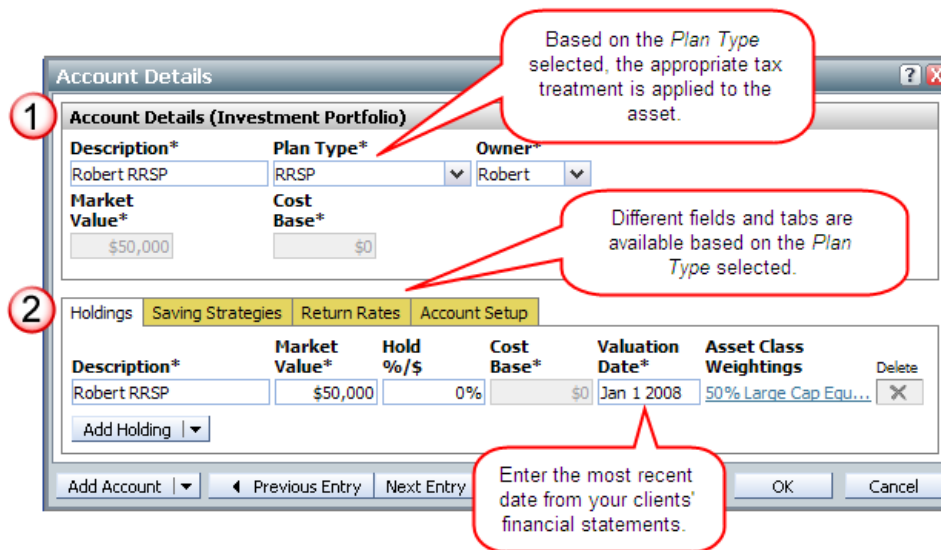 Based on the Plan Type
selected, the appropriate tax
treatment is applied to the
asset.
Account Details
?
X
1
Account Details (Investment Portfolio)
Description*
Plan Type*
Owner*
Robert RRSP
RRSP
Robert
Market
Value*
Cost
Base*
$50,000
$0
Different fields and tabs are
available based on the Plan
Type selected.
2
Holdings
Saving Strategies
Return Rates
Account Setup
Description*
Market
Value*
Hold
%/$
Cost
Base*
Valuation
Date*
Asset Class
Weightings
Delete
Robert RRSP
$50,000
0%
$0
Jan 1 2008
50% Large Cap Equ...
Add Holding
Add Account
Previous Entry
Next Entry
Enter the most recent
date from your clients'
financial statements.
OK
Cancel